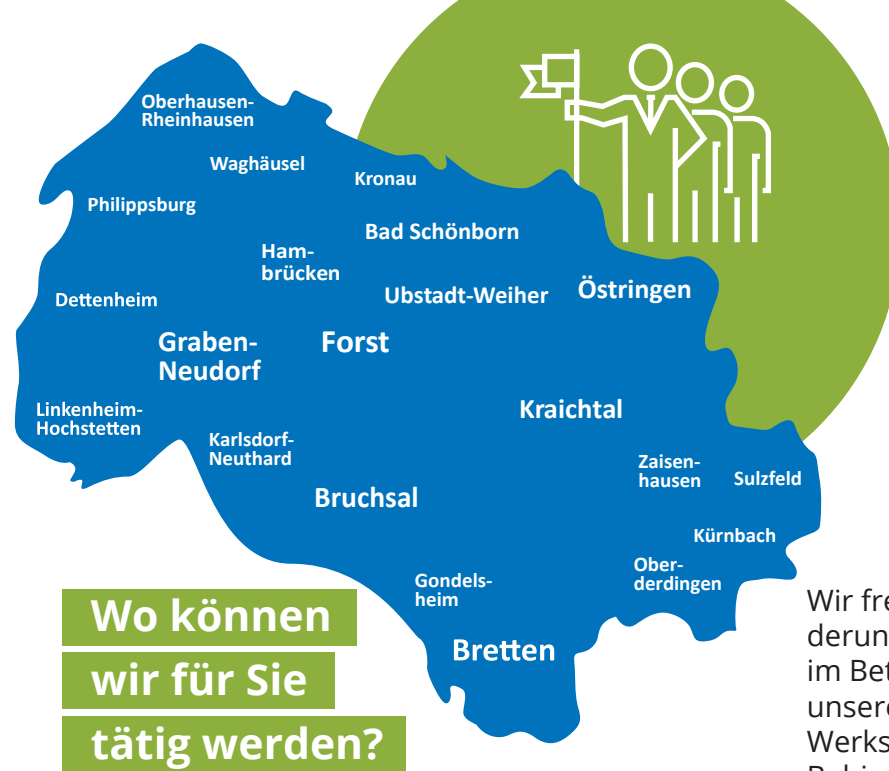 Oberhausen-
Rheinhausen
Waghäusel
Kronau
Philippsburg
Bad Schönborn
Ham-
brücken
Dettenheim
Ubstadt-Weiher
Östringen
Graben-
Neudorf
Forst
Linkenheim-
Hochstetten
Kraichtal
Karlsdorf-
Neuthard
Zaisen-
hausen
Sulzfeld
Bruchsal
Kürnbach
Ober-
derdingen
Gondels-
heim
Bretten
Wo können
wir für Sie
tätig werden?
Wir fre
derun
im Bet
unsere
Werks